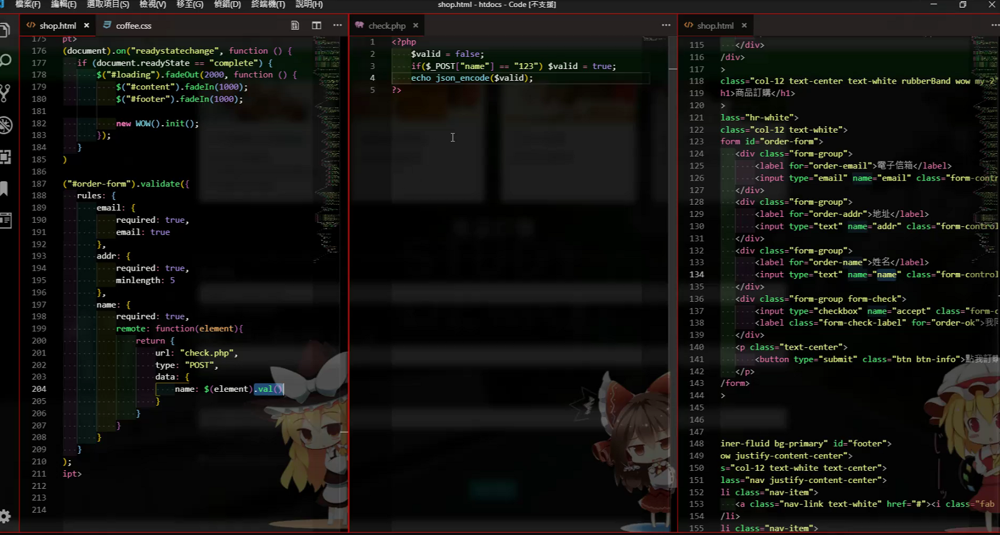 檔案(F) 編輯(E) 選取項目(S) 檢視(V) 移至(G) 偵錯(D) 終端機(T) 說明(H)
shop.html - htdocs - Code [不支援]
shop.html
coffee.css
175 pt>
176 (document).on("readystatechange", function () {
177 if (document.readyState == "complete") {
178 $("#loading").fadeOut(2000, function () {
179 $("#content").fadeIn(1000);
180 $("#footer").fadeIn(1000);
181
182 new WOW().init();
183 });
184 }
185 )
186
187 ("#order-form").validate({
188 rules: {
189 email: {
190 required: true,
191 email: true
192 },
193 addr: {
194 required: true,
195 minlength: 5
196 },
197 name: {
198 required: true,
199 remote: function(element){
200 return {
201 url: "check.php",
202 type: "POST",
203 data: {
204 name: $(element).val()
205 }
206 }
207 }
208 }
209 }
210 );
211 ipt>
212
213
214
check.php
1 <?php
2 $valid = false;
3 if($_POST["name"] == "123") $valid = true;
4 echo json_encode($valid);
5 ?>
shop.html
115 </div>
116 /div>
117 >
118 class="col-12 text-center text-white rubberBand wow my-2"
119 h1>商品訂購</h1>
120 >
121 lass="hr-white">
122 class="col-12 text-white">
123 form id="order-form">
124 <div class="form-group">
125 <label for="order-email">電子信箱</label>
126 <input type="email" name="email" class="form-contr
127 </div>
128 <div class="form-group">
129 <label for="order-addr">地址</label>
130 <input type="text" name="addr" class="form-control
131 </div>
132 <div class="form-group">
133 <label for="order-name">姓名</label>
134 <input type="text" name="name" class="form-control
135 </div>
136 <div class="form-group form-check">
137 <input type="checkbox" name="accept" class="form-c
138 <label class="form-check-label" for="order-ok">我同
139 </div>
140 <p class="text-center">
141 <button type="submit" class="btn btn-info">點我訂購
142 </p>
143 /form>
144 >
145
146
147
148 iner-fluid bg-primary" id="footer">
149 ow justify-content-center">
150 s="col-12 text-white text-center">
151 lass="nav justify-content-center">
152 li class="nav-item">
153 <a class="nav-link text-white" href="#"><i class="fab
154 /li>
155 li class="nav-item">